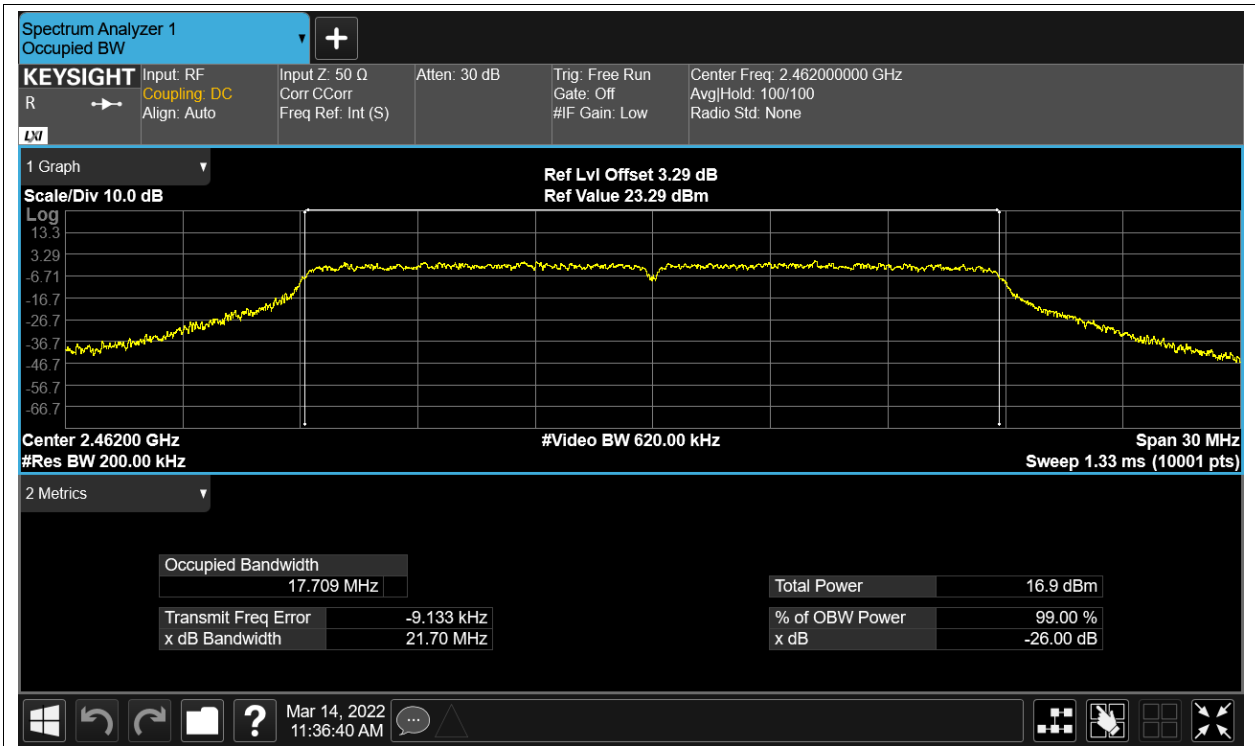 Spectrum Analyzer 1
Occupied BW
KEYSIGHT
R
LXI
Input: RF
Coupling: DC
Align: Auto
Input Z: 50 Ω
Corr CCorr
Freq Ref: Int (S)
Atten: 30 dB
Trig: Free Run
Gate: Off
#IF Gain: Low
Center Freq: 2.462000000 GHz
Avg|Hold: 100/100
Radio Std: None
1 Graph
Scale/Div 10.0 dB
Ref Lvl Offset 3.29 dB
Ref Value 23.29 dBm
Log
13.3
3.29
-6.71
-16.7
-26.7
-36.7
-46.7
-56.7
-66.7
Center 2.46200 GHz
#Video BW 620.00 kHz
Span 30 MHz
#Res BW 200.00 kHz
Sweep 1.33 ms (10001 pts)
2 Metrics
Occupied Bandwidth
17.709 MHz
Total Power 16.9 dBm
Transmit Freq Error -9.133 kHz
% of OBW Power 99.00 %
x dB Bandwidth 21.70 MHz
x dB -26.00 dB
?
Mar 14, 2022
11:36:40 AM